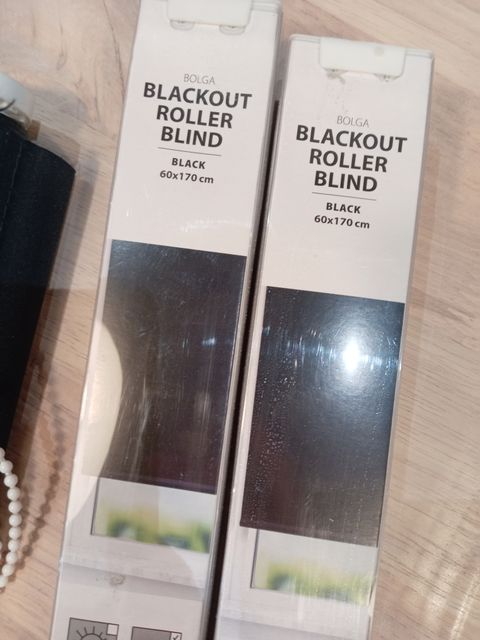 BOLGA
BLACKOUT
ROLLER
BLIND
BLACK
60x170 cm
BOLGA
BLACKOUT
ROLLER
BLIND
BLACK
60x170 cm